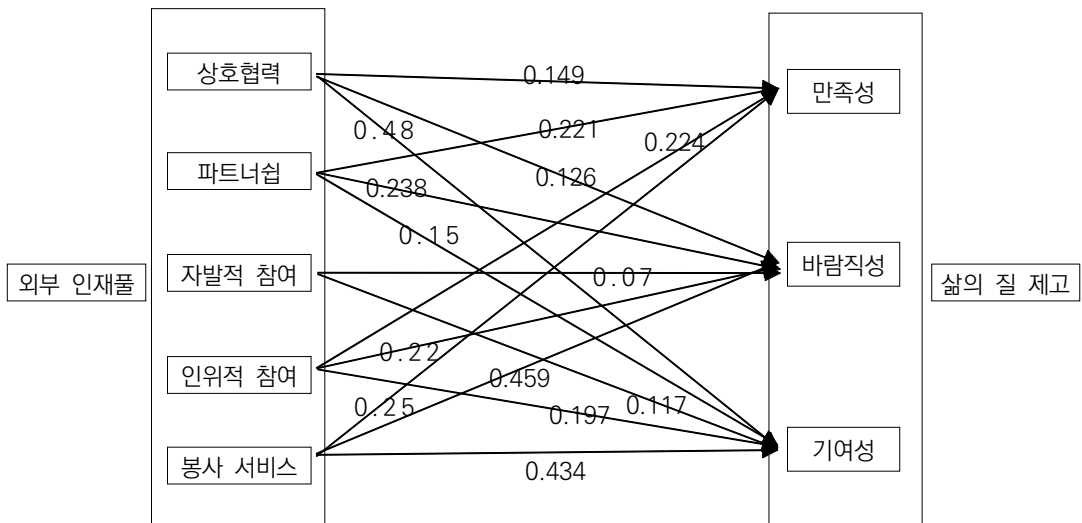 상호협력
0.149
만족성
0.48
0.221
0.224
파트너쉽
0.238
0.126
0.15
바람직성
외부 인재풀
자발적 참여
0.07
삶의 질 제고
0.22
인위적 참여
0.459
0.25
0.197
0.117
기여성
봉사 서비스
0.434